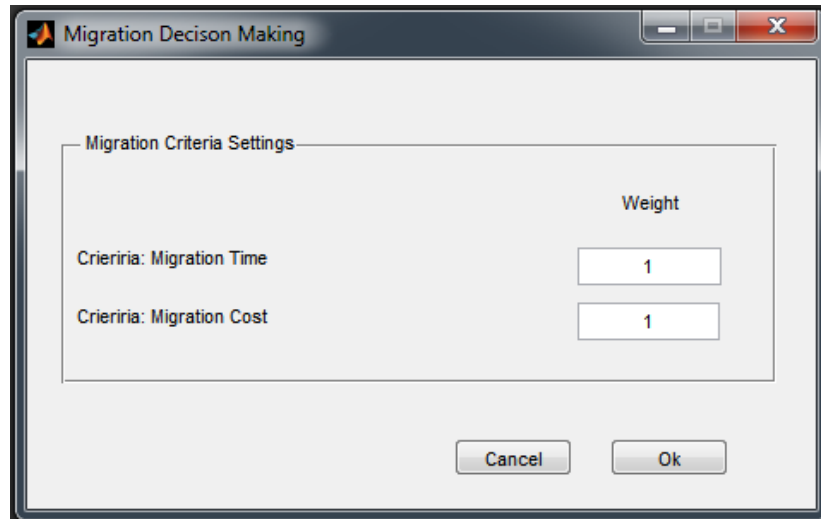 Migration Decison Making
Migration Criteria Settings
Weight
Crieriria: Migration Time 1
Crieriria: Migration Cost 1
Cancel Ok